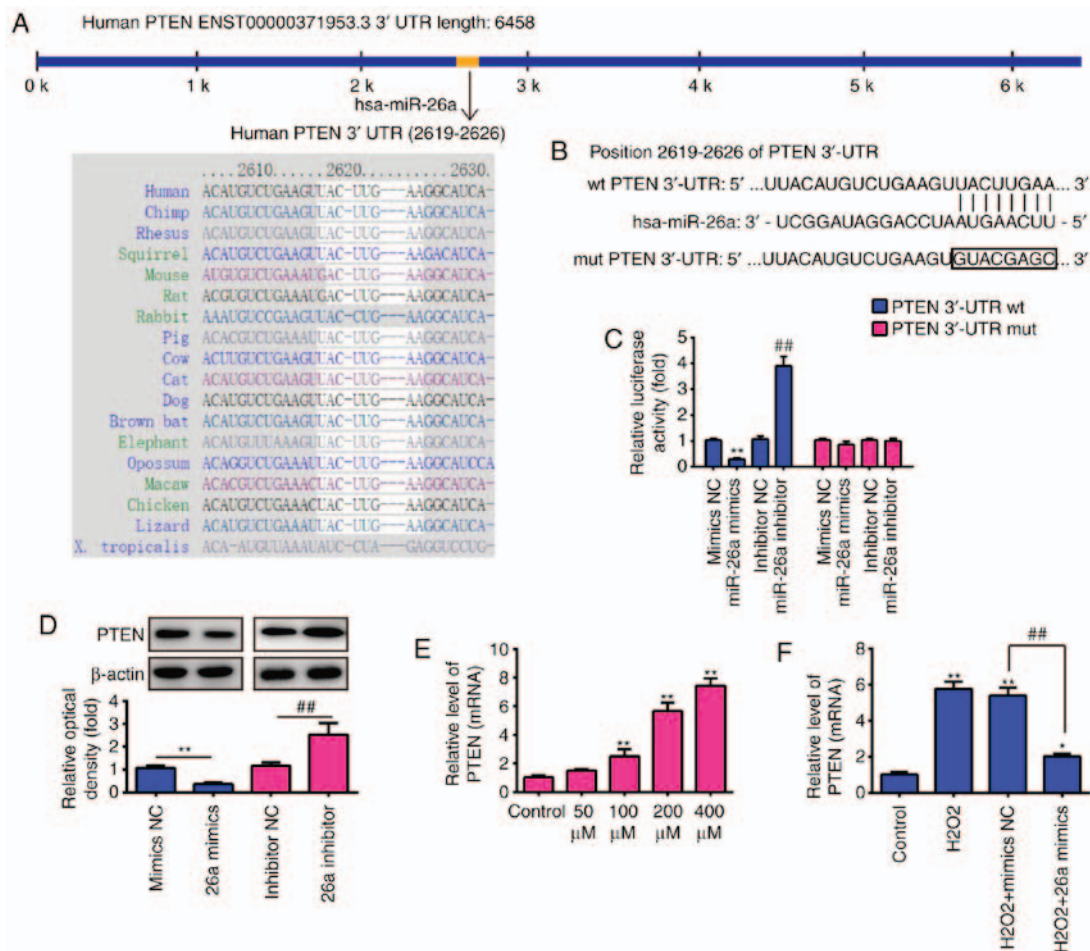 A
Human PTEN ENST00000371953.3 3′ UTR length: 6458
0 k 1 k 2 k 3 k 4 k 5 k 6 k
hsa-miR-26a
Human PTEN 3′ UTR (2619-2626)
....2610......2620.........2630.
Human ACAUGUCUGAAGUUAC-UUG---AAGGCAUCA-
Chimp ACAUGUCUGAAGUUAC-UUG---AAGGCAUCA-
Rhesus ACAUGUCUGAAGUUAC-UUG---AAGGCAUCA-
Squirrel ACAUGUCUGAAGUUAC-UUG---AAGACAUCA-
Mouse AUGUGUCUGAAAUGAC-UUG---AAGGCAUCA-
Rat ACGUGUCUGAAAUGAC-UUG---AAGGCAUCA-
Rabbit AAAUGUCCGAAGUUAC-CUG---AAGGCAUCA-
Pig ACACGUCUGAAAUUAC-UUG---AAGGCAUCA-
Cow ACUUGUCUGAAGUUAC-UUG---AAGGCAUCA-
Cat ACAUGUCUGAAGUUAC-UUG---AAGGCAUCA-
Dog ACAUGUCUGAAGUUAC-UUG---AAGGCAUCA-
Brown bat ACAUGUCUGAAGUUAC-UUG---AAGGCAUCA-
Elephant ACAUGUUUAAAGUUAC-UUG---AAGGCAUCA-
Opossum ACAGGUCUGAAAUUAC-UUG---AAGGCAUCCA
Macaw ACACGUCUGAAACUAC-UUG---AAGGCAUCA-
Chicken ACAUGUCUGAAACUAC-UUG---AAGGCAUCA-
Lizard ACAUGUCUGAAAUUAC-UUG---AAGGCAUCA-
X. tropicalis ACA-AUGUUAAAUAUC-CUA---GAGGUCCUG-
B
Position 2619-2626 of PTEN 3′-UTR
wt PTEN 3′-UTR: 5′ ...UUACAUGUCUGAAGUUACUUGAA... 3′
hsa-miR-26a: 3′ - UCGGAUAGGACCUAAUGAACUU - 5′
mut PTEN 3′-UTR: 5′ ...UUACAUGUCUGAAGUGUACGAGC... 3′
PTEN 3′-UTR wt
PTEN 3′-UTR mut
C
Relative luciferase
activity (fold)
5
4
3
2
1
0
** ##
Mimics NC
miR-26a mimics
Inhibitor NC
miR-26a inhibitor
Mimics NC
miR-26a mimics
Inhibitor NC
miR-26a inhibitor
D
PTEN
β-actin
Relative optical
density (fold)
4
3
2
1
0
** ##
Mimics NC
26a mimics
Inhibitor NC
26a inhibitor
E
Relative level of
PTEN (mRNA)
10
8
6
4
2
0
** ** **
Control 50 100 200 400
μM μM μM μM
F
Relative level of
PTEN (mRNA)
8
6
4
2
0
** ** ## *
Control
H2O2
H2O2+mimics NC
H2O2+26a mimics